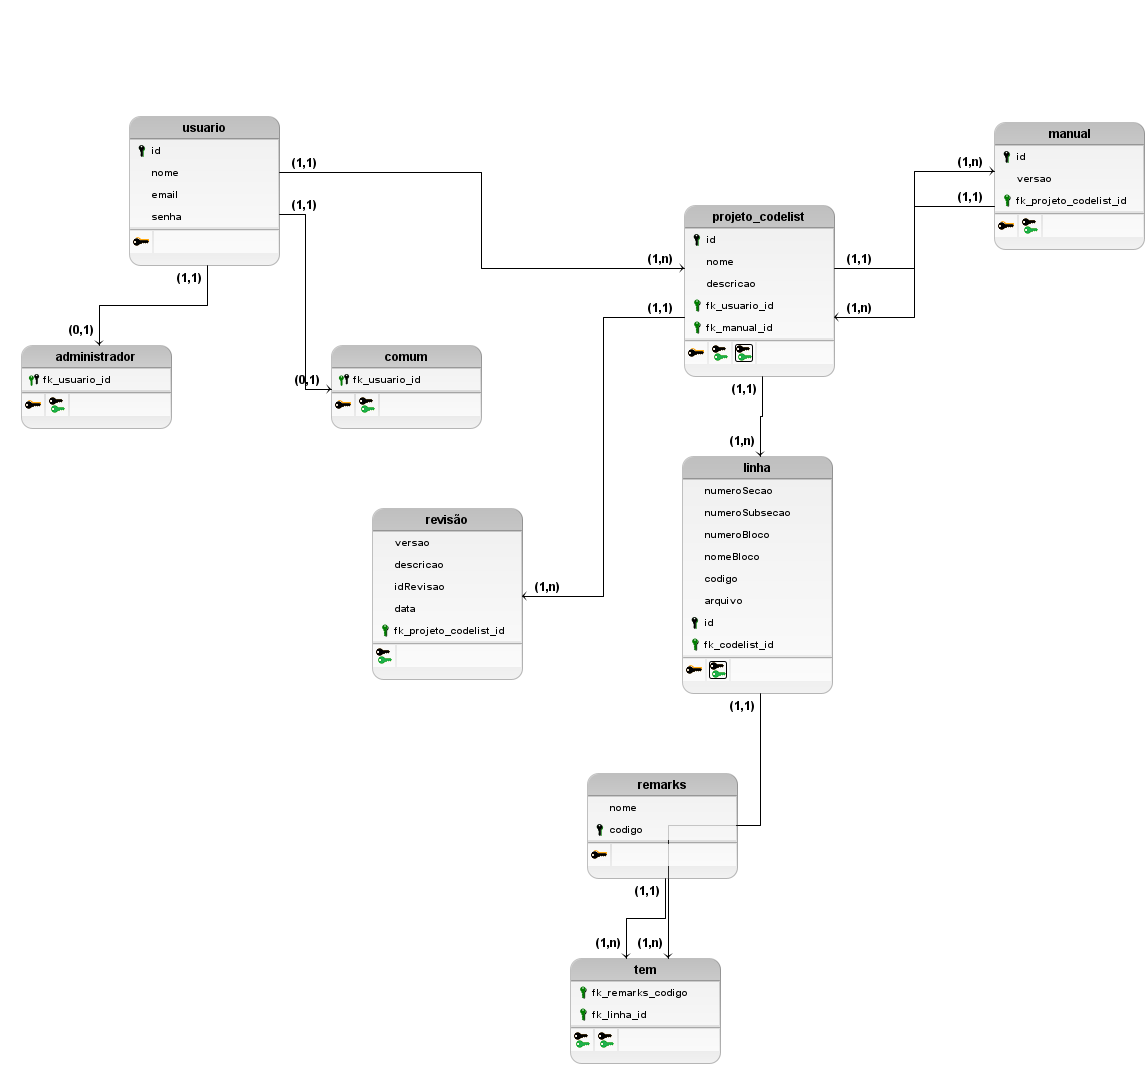 usuario
id
nome
email
senha
(1,1)
(1,1)
(1,1)
(0,1)
administrador
fk_usuario_id
(0,1)
comum
fk_usuario_id
(1,n)
(1,1)
projeto_codelist
id
nome
descricao
fk_usuario_id
fk_manual_id
(1,1)
(1,n)
(1,n)
(1,1)
manual
id
versao
fk_projeto_codelist_id
(1,1)
(1,n)
linha
numeroSecao
numeroSubsecao
numeroBloco
nomeBloco
codigo
arquivo
id
fk_codelist_id
revisão
versao
descricao
idRevisao
data
fk_projeto_codelist_id
(1,n)
(1,1)
remarks
nome
codigo
(1,1)
(1,n)
(1,n)
tem
fk_remarks_codigo
fk_linha_id